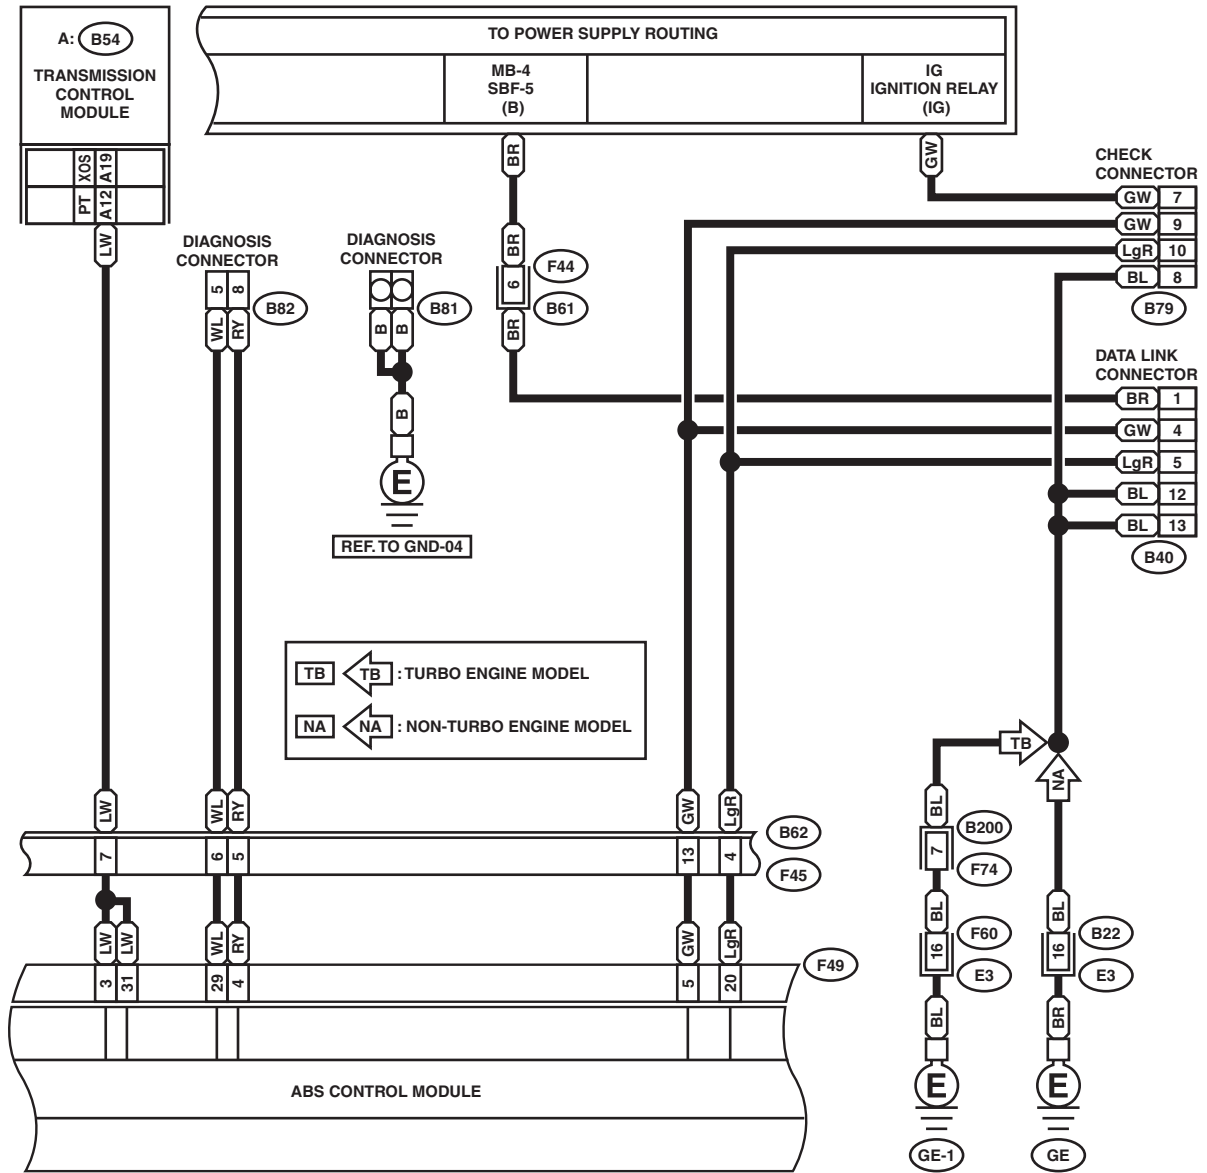 A: B54
TRANSMISSION
CONTROL
MODULE
XOS A19
PT A12
LW
TO POWER SUPPLY ROUTING
MB-4
SBF-5
(B)
IG
IGNITION RELAY
(IG)
BR
GW
CHECK
CONNECTOR
GW 7
GW 9
LgR 10
BL 8
B79
DIAGNOSIS
CONNECTOR
5 8
B82
WL RY
DIAGNOSIS
CONNECTOR
B81
B B
B
E
REF. TO GND-04
BR
6
F44
B61
BR
DATA LINK
CONNECTOR
BR 1
GW 4
LgR 5
BL 12
BL 13
B40
TB TB : TURBO ENGINE MODEL
NA NA : NON-TURBO ENGINE MODEL
TB
NA
BL
7
B200
F74
BL
16
F60
E3
BL
E
GE-1
BL
16
B22
E3
BR
E
GE
LW WL RY GW LgR
7 6 5 13 4
B62
F45
LW LW WL RY GW LgR
3 31 29 4 5 20
F49
ABS CONTROL MODULE